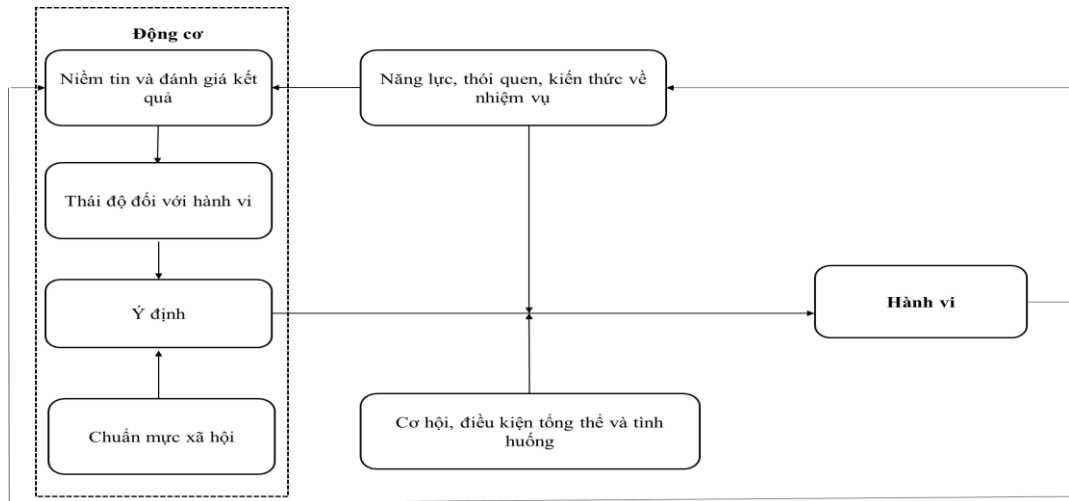 Động cơ
Niềm tin và đánh giá kết
quả
Năng lực, thói quen, kiến thức về
nhiệm vụ
Thái độ đối với hành vi
Ý định
Hành vi
Chuẩn mực xã hội
Cơ hội, điều kiện tổng thể và tình
huống